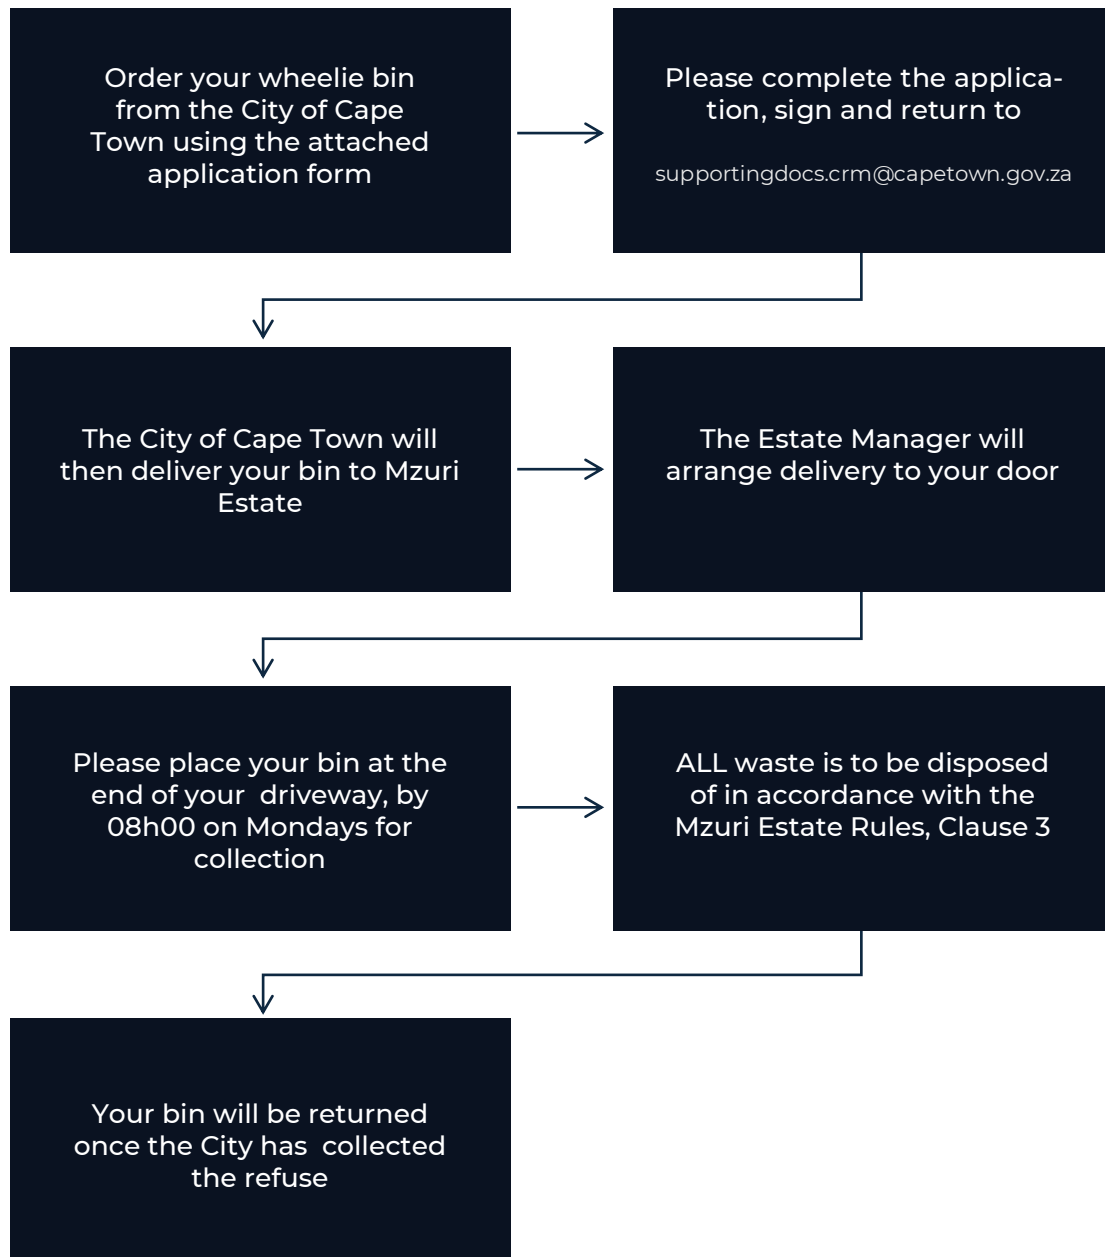 Order your wheelie bin
from the City of Cape
Town using the attached
application form
Please complete the applica-
tion, sign and return to
supportingdocs.crm@capetown.gov.za
The City of Cape Town will
then deliver your bin to Mzuri
Estate
The Estate Manager will
arrange delivery to your door
Please place your bin at the
end of your  driveway, by
08h00 on Mondays for
collection
ALL waste is to be disposed
of in accordance with the
Mzuri Estate Rules, Clause 3
Your bin will be returned
once the City has  collected
the refuse